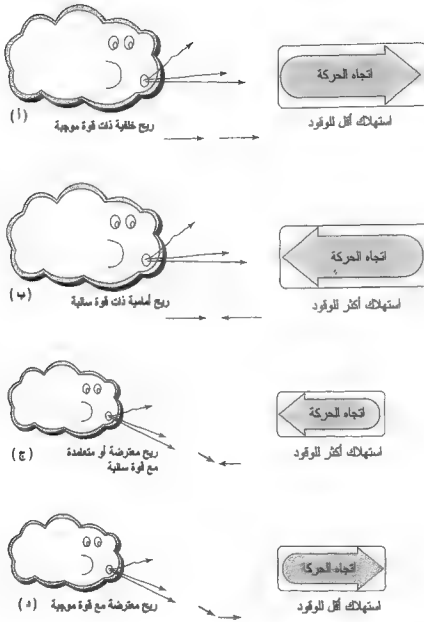 اتجاه الحركة
استهلاك أقل للوقود
(أ)
ريح خلفية ذات قوة موجبة
اتجاه الحركة
استهلاك أكثر للوقود
(ب)
ريح أمامية ذات قوة سالبة
اتجاه الحركة
استهلاك أكثر للوقود
(ج)
ريح معترضة أو متعامدة
مع قوة سالبة
اتجاه الحركة
استهلاك أقل للوقود
(د)
ريح معترضة مع قوة موجبة